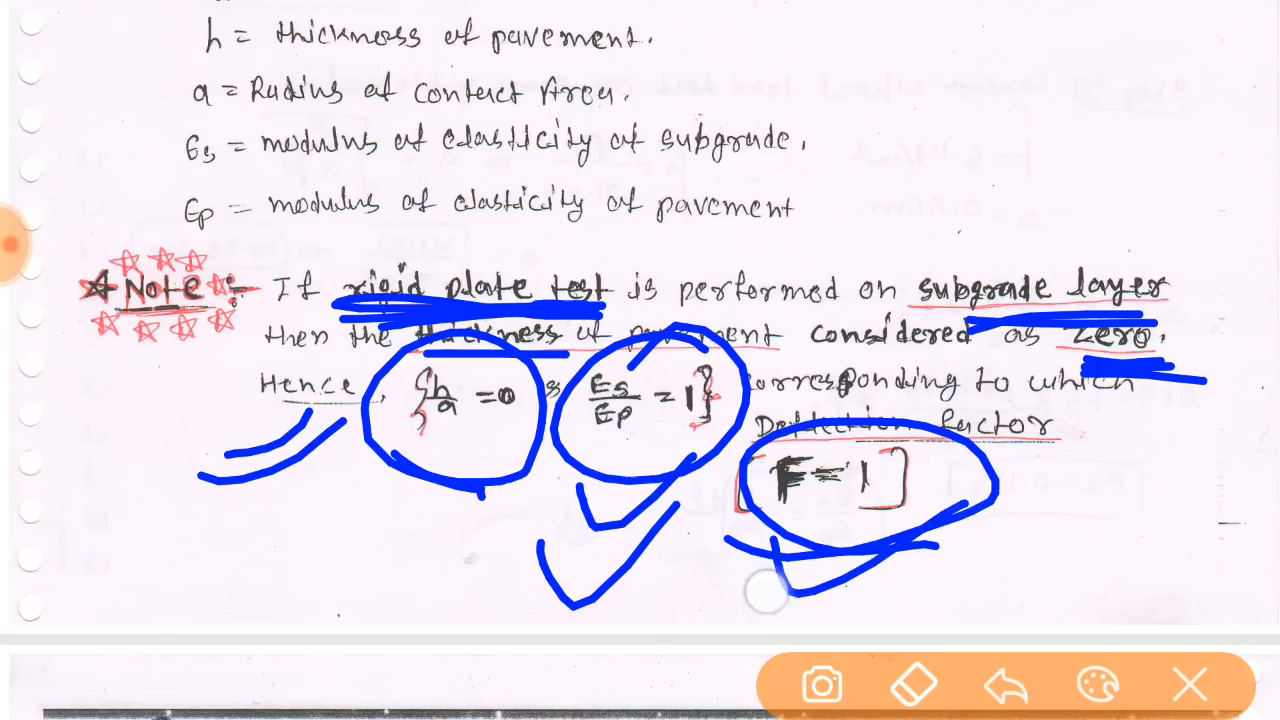 h = thickness of pavement.
a = Radius of Contact Area.
Es = modulus of elasticity of subgrade.
Ep = modulus of elasticity of pavement
Note :- If rigid plate test is performed on subgrade layer
then the thickness of pavement considered as Zero.
Hence, {h/a = 0 & Es/Ep = 1} corresponding to which
Deflection factor
[F = 1]